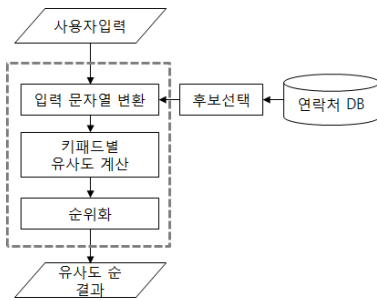 사용자입력
입력 문자열 변환
후보선택
연락처 DB
키패드별
유사도 계산
순위화
유사도 순
결과